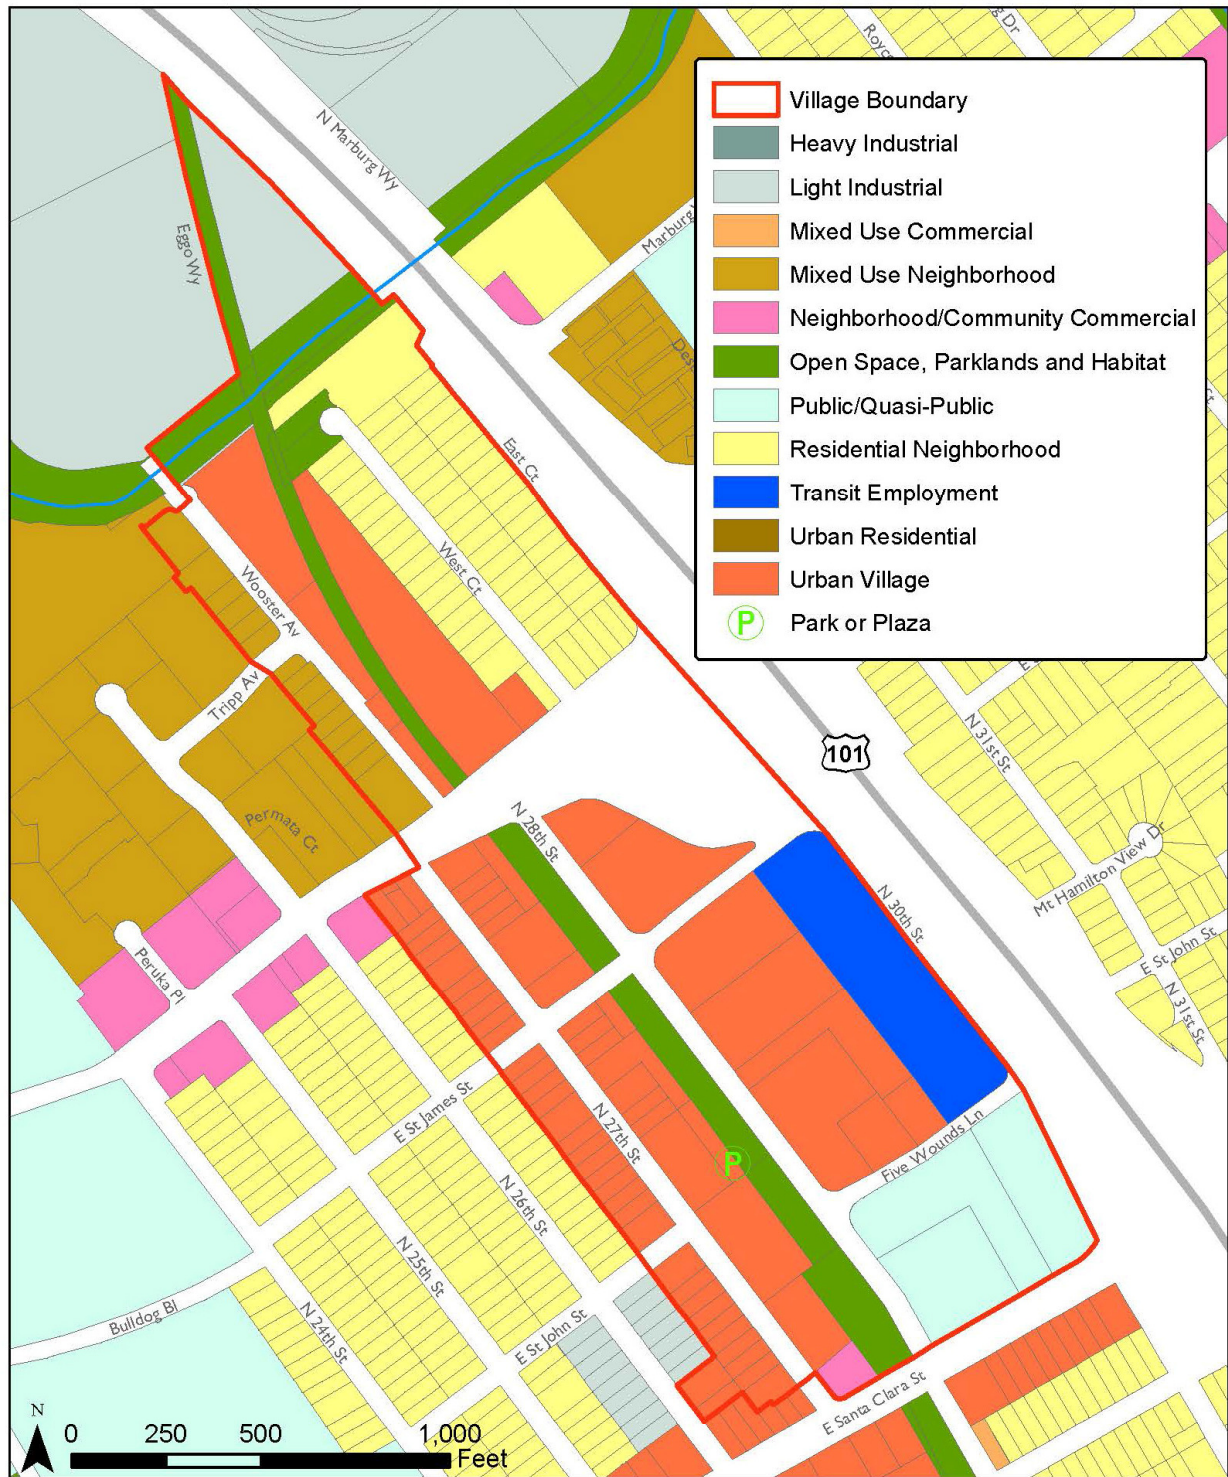 Royce
g Dr
N Marburg Wy
Village Boundary
Heavy Industrial
Light Industrial
Mixed Use Commercial
Mixed Use Neighborhood
Neighborhood/Community Commercial
Open Space, Parklands and Habitat
Public/Quasi-Public
Residential Neighborhood
Transit Employment
Urban Residential
Urban Village
P Park or Plaza
Marburg
Eggo Wy
East Ct
West Ct
Wooster Av
Tripp Av
N 31st St
101
Permata Ct
N 28th St
Mt Hamilton View Dr
N 30th St
E St John St
Peruka Pl
N 31st St
E St James St
N 27th St
Five Wounds Ln
P
N 26th St
N 25th St
Bulldog Bl
N 24th St
E St John St
E Santa Clara St
N
0 250 500 1,000
Feet